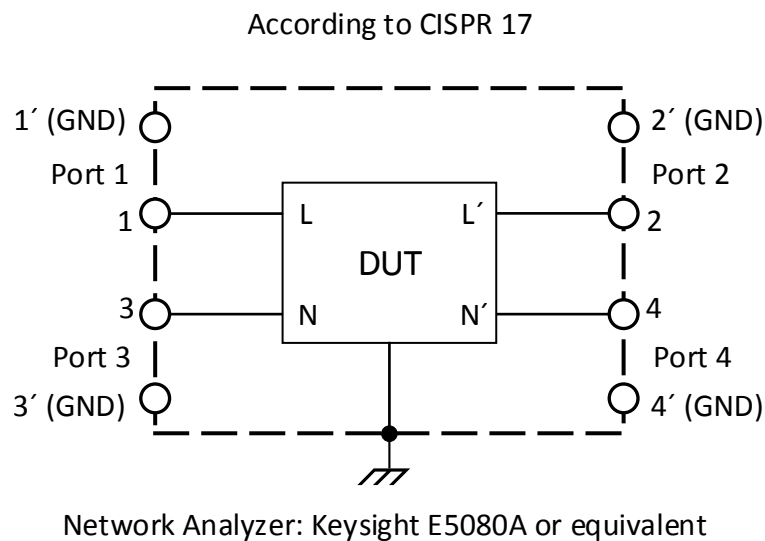 According to CISPR 17
1´ (GND)
2´ (GND)
Port 1
Port 2
1
L
L´
2
DUT
3
N
N´
4
Port 3
Port 4
3´ (GND)
4´ (GND)
Network Analyzer: Keysight E5080A or equivalent